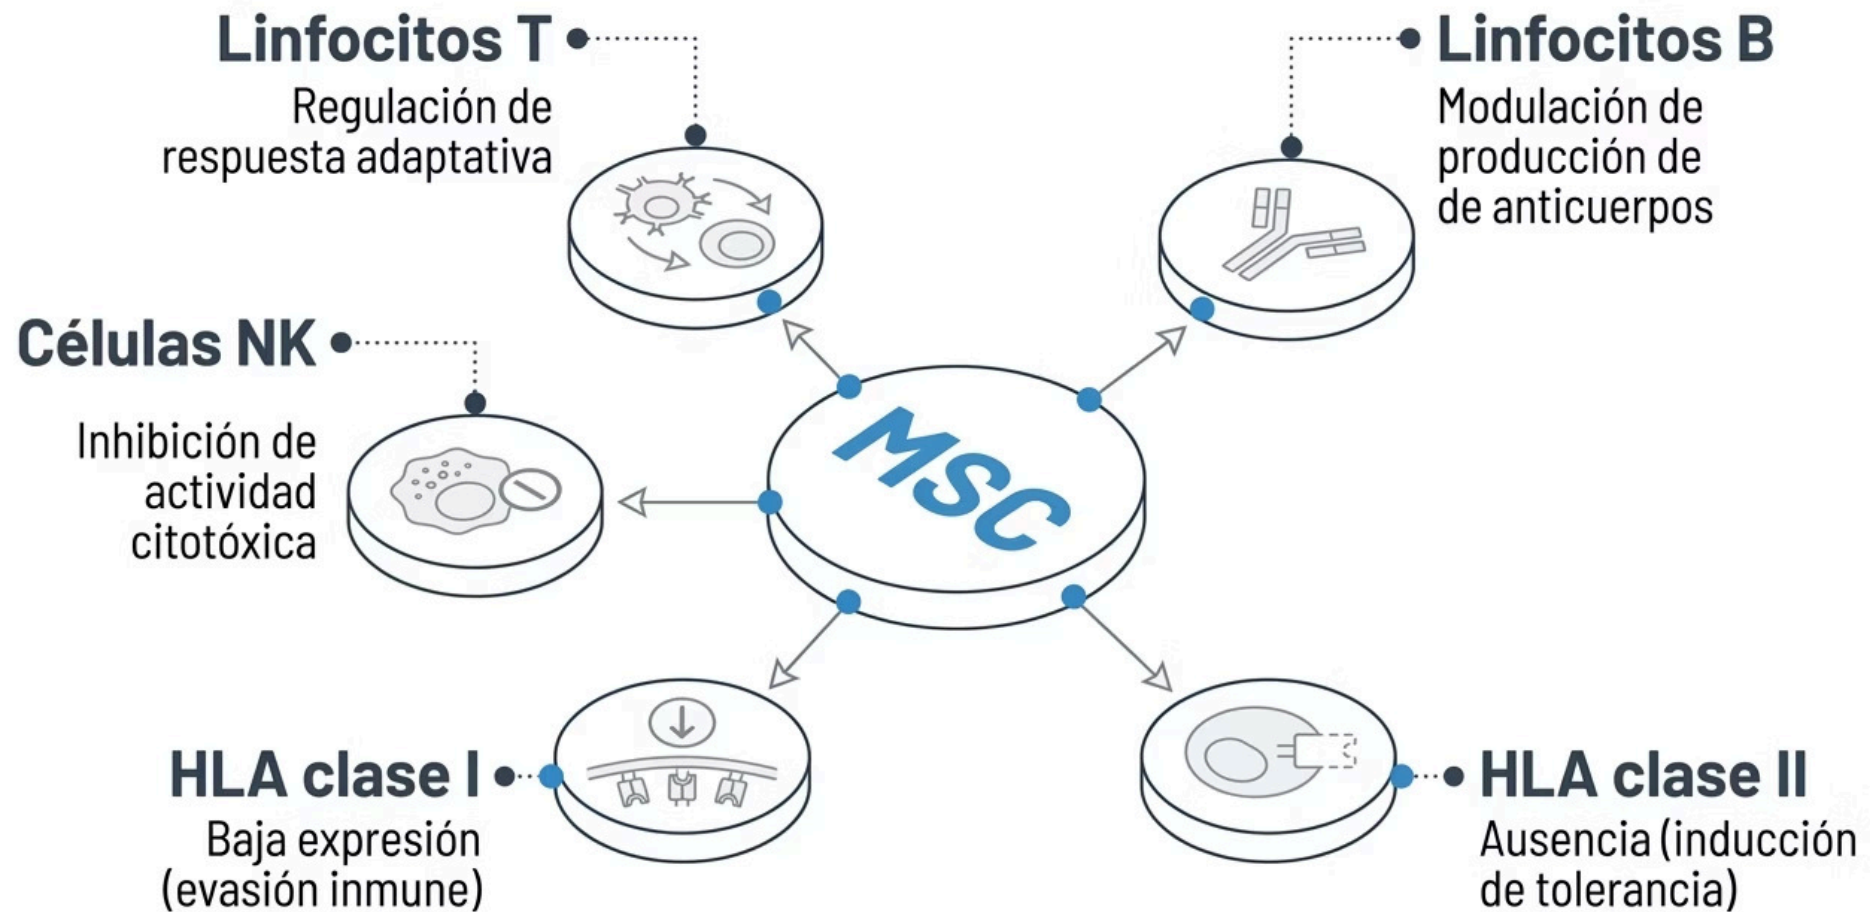 Linfocitos T
Regulación de
respuesta adaptativa
Linfocitos B
Modulación de
producción de
de anticuerpos
Células NK
Inhibición de
actividad
citotóxica
MSC
HLA clase I
Baja expresión
(evasión inmune)
HLA clase II
Ausencia (inducción
de tolerancia)